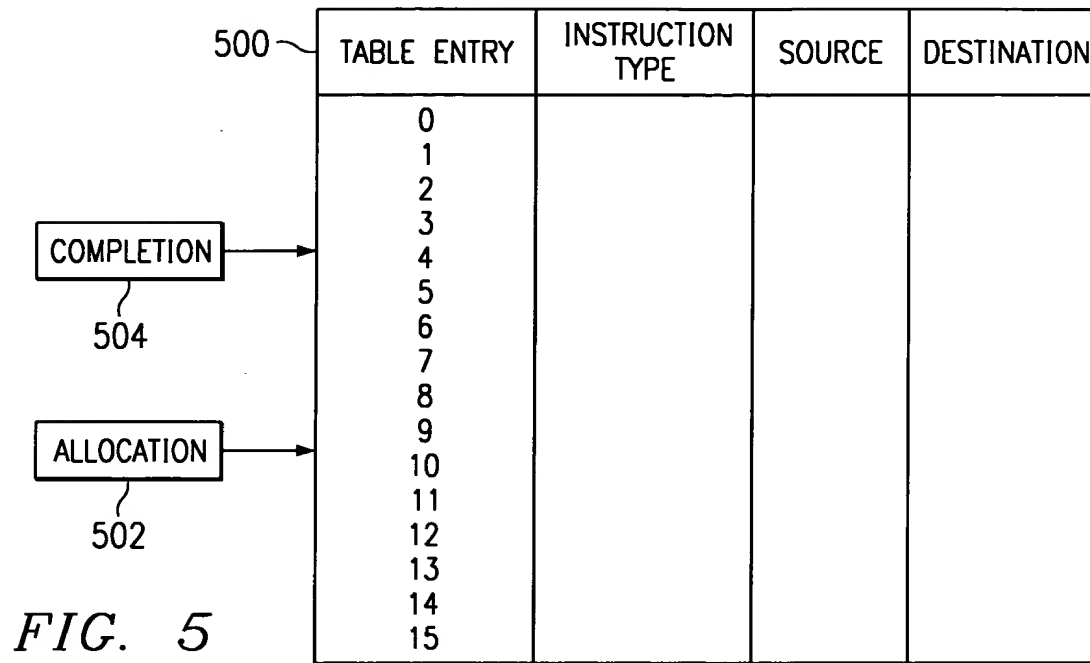 500
TABLE ENTRY
INSTRUCTION
TYPE
SOURCE
DESTINATION
0
1
2
3
4
5
6
7
8
9
10
11
12
13
14
15
COMPLETION
504
ALLOCATION
502
FIG. 5